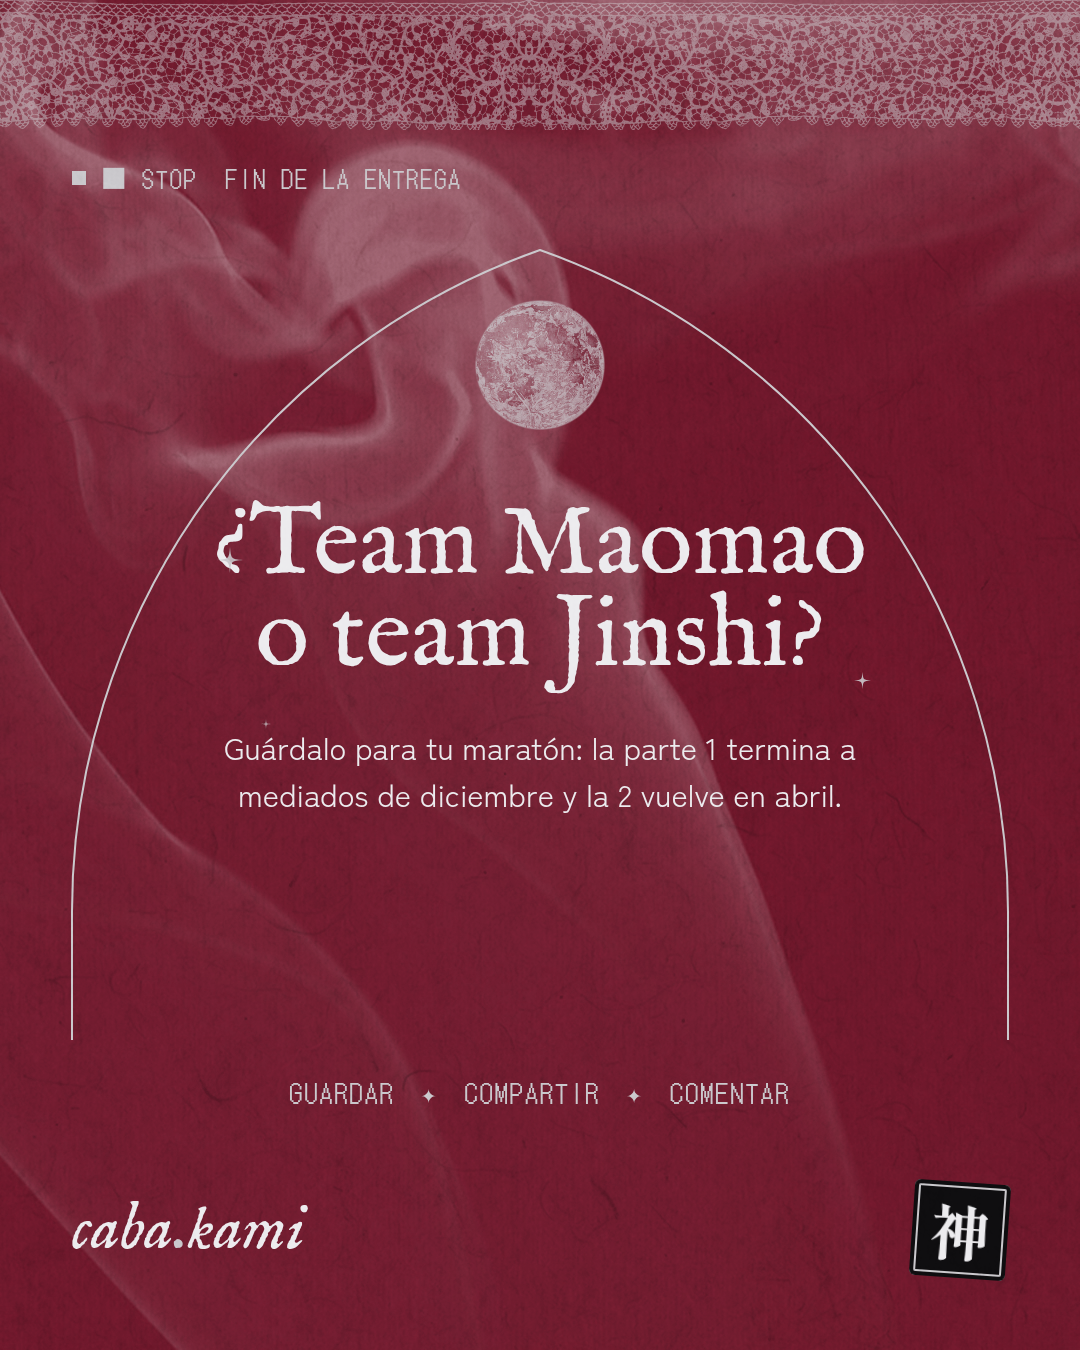 STOP FIN DE LA ENTREGA
¿Team Maomao
o team Jinshi?
Guárdalo para tu maratón: la parte 1 termina a
mediados de diciembre y la 2 vuelve en abril.
GUARDAR ✦ COMPARTIR ✦ COMENTAR
caba.kami
神